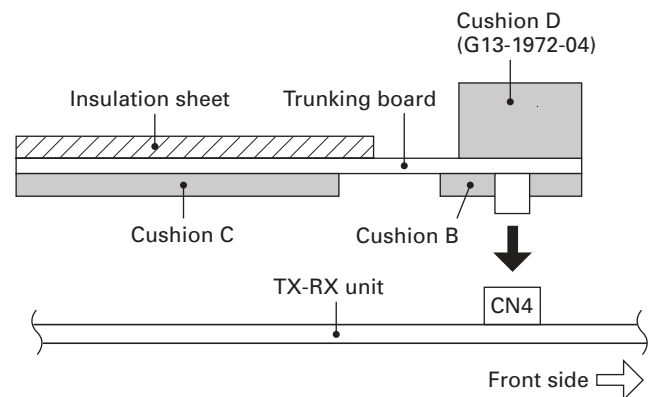 Cushion D
(G13-1972-04)
Insulation sheet
Trunking board
Cushion C
Cushion B
TX-RX unit
CN4
Front side